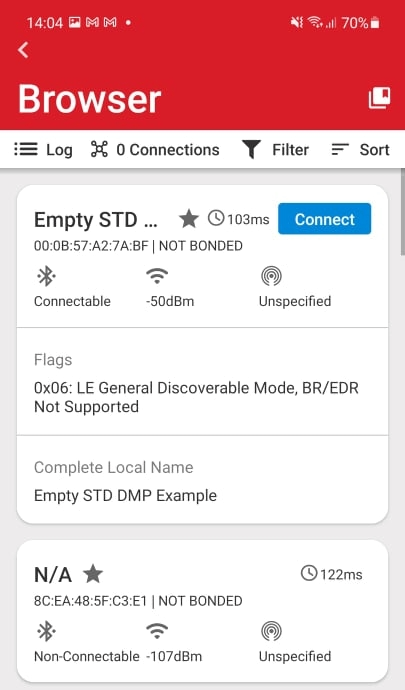 14:04 70%
Browser
Log 0 Connections Filter Sort
Empty STD ... 103ms Connect
00:0B:57:A2:7A:BF | NOT BONDED
Connectable -50dBm Unspecified
Flags
0x06: LE General Discoverable Mode, BR/EDR
Not Supported
Complete Local Name
Empty STD DMP Example
N/A 122ms
8C:EA:48:5F:C3:E1 | NOT BONDED
Non-Connectable -107dBm Unspecified